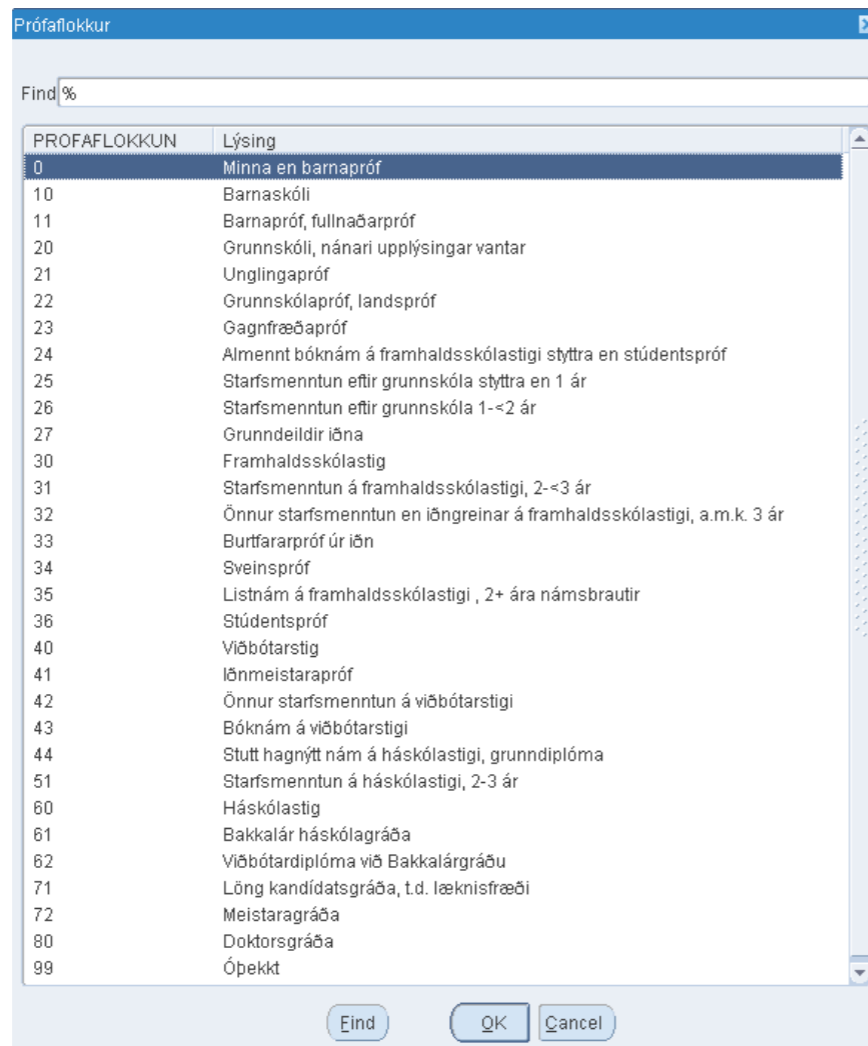 Prófaflokkur
Find %
PROFAFLOKKUN Lýsing
0 Minna en barnapróf
10 Barnaskóli
11 Barnapróf, fullnaðarpróf
20 Grunnskóli, nánari upplýsingar vantar
21 Unglingapróf
22 Grunnskólapróf, landspróf
23 Gagnfræðapróf
24 Almennt bóknám á framhaldsskólastigi styttra en stúdentspróf
25 Starfsmenntun eftir grunnskóla styttra en 1 ár
26 Starfsmenntun eftir grunnskóla 1-<2 ár
27 Grunndeildir iðna
30 Framhaldsskólastig
31 Starfsmenntun á framhaldsskólastigi, 2-<3 ár
32 Önnur starfsmenntun en iðngreinar á framhaldsskólastigi, a.m.k. 3 ár
33 Burtfararpróf úr iðn
34 Sveinspróf
35 Listnám á framhaldsskólastigi , 2+ ára námsbrautir
36 Stúdentspróf
40 Viðbótarstig
41 Iðnmeistarapróf
42 Önnur starfsmenntun á viðbótarstigi
43 Bóknám á viðbótarstigi
44 Stutt hagnýtt nám á háskólastigi, grunndiplóma
51 Starfsmenntun á háskólastigi, 2-3 ár
60 Háskólastig
61 Bakkalár háskólagráða
62 Viðbótardiplóma við Bakkalárgráðu
71 Löng kandídatsgráða, t.d. læknisfræði
72 Meistaragráða
80 Doktorsgráða
99 Óþekkt
Find OK Cancel